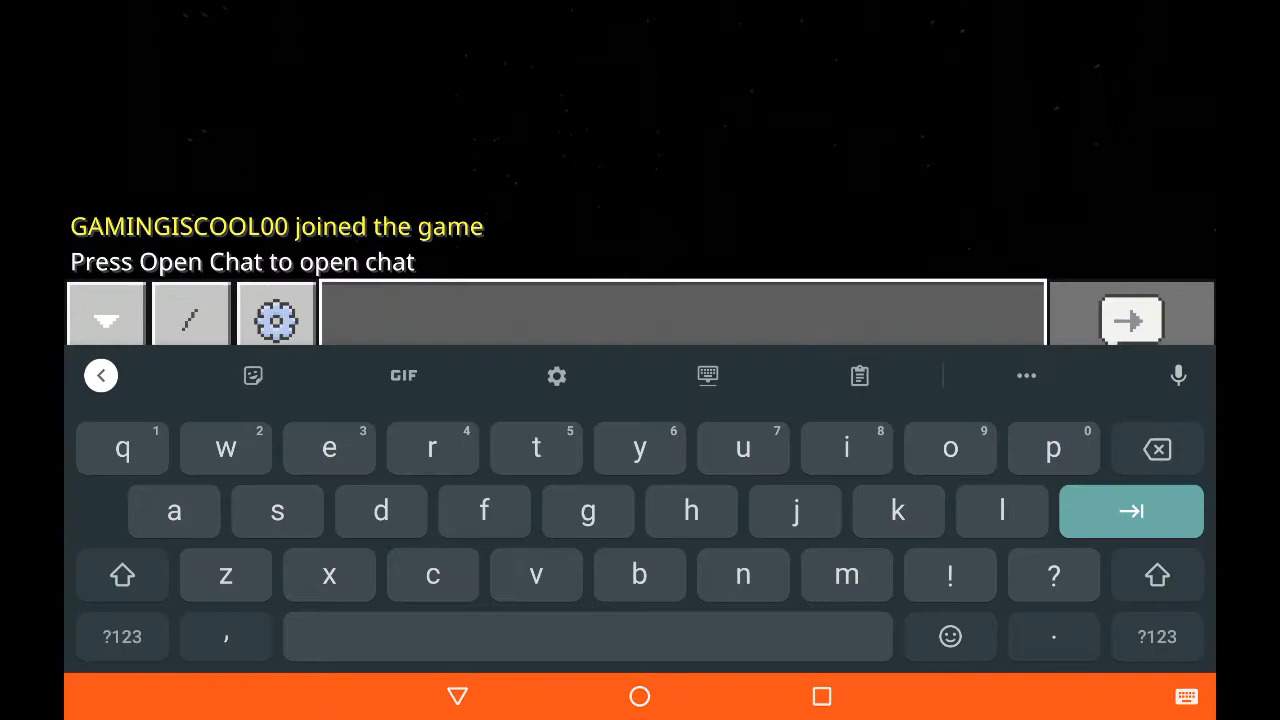 GAMINGISCOOL00 joined the game
Press Open Chat to open chat
/
GIF
q 1 w 2 e 3 r 4 t 5 y 6 u 7 i 8 o 9 p 0
a s d f g h j k l
z x c v b n m ! ?
?123 , . ?123